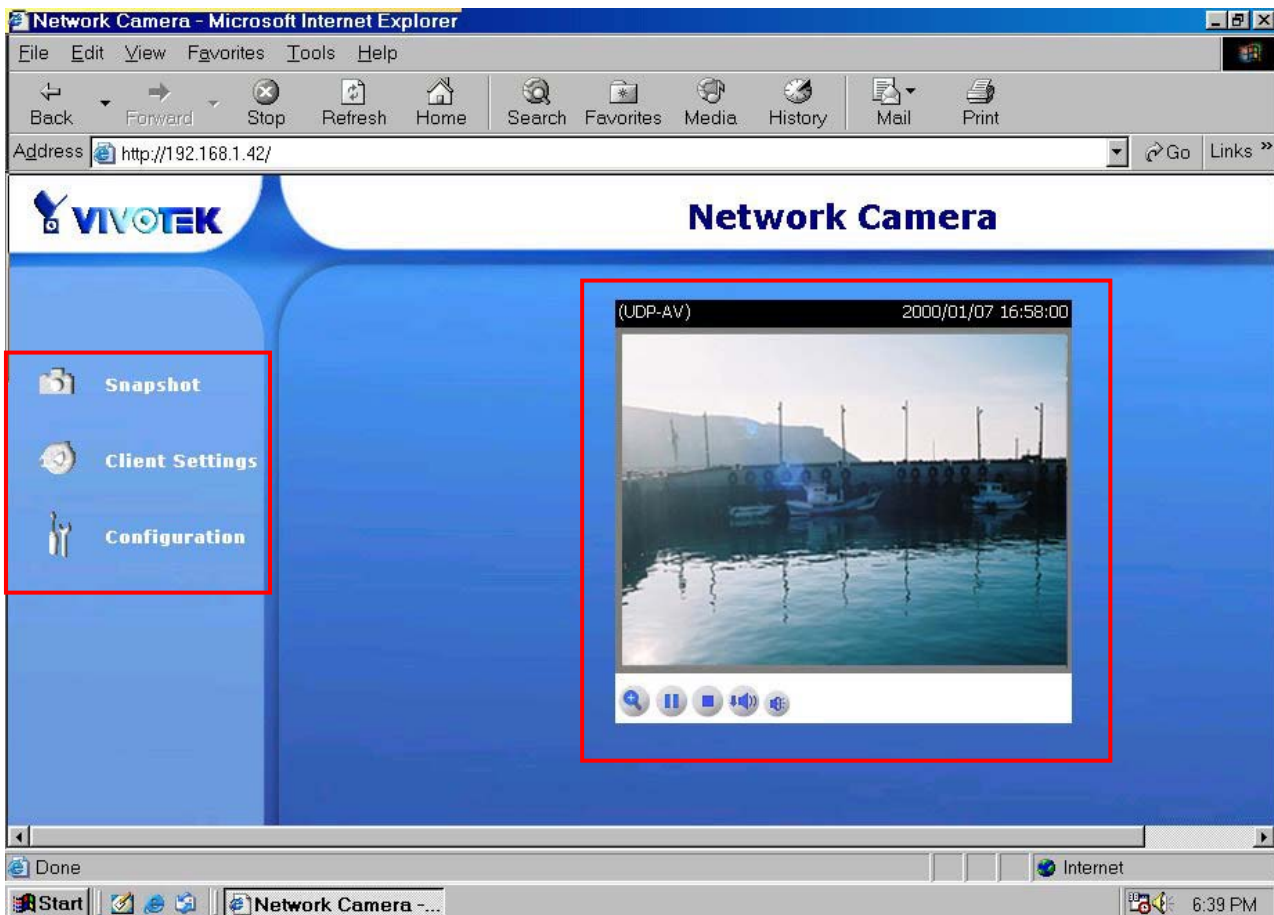 Network Camera - Microsoft Internet Explorer
File Edit View Favorites Tools Help
Back Forward Stop Refresh Home Search Favorites Media History Mail Print
Address http://192.168.1.42/ Go Links »
VIVOTEK
Network Camera
(UDP-AV) 2000/01/07 16:58:00
Snapshot
Client Settings
Configuration
Done Internet
Start Network Camera -... 6:39 PM